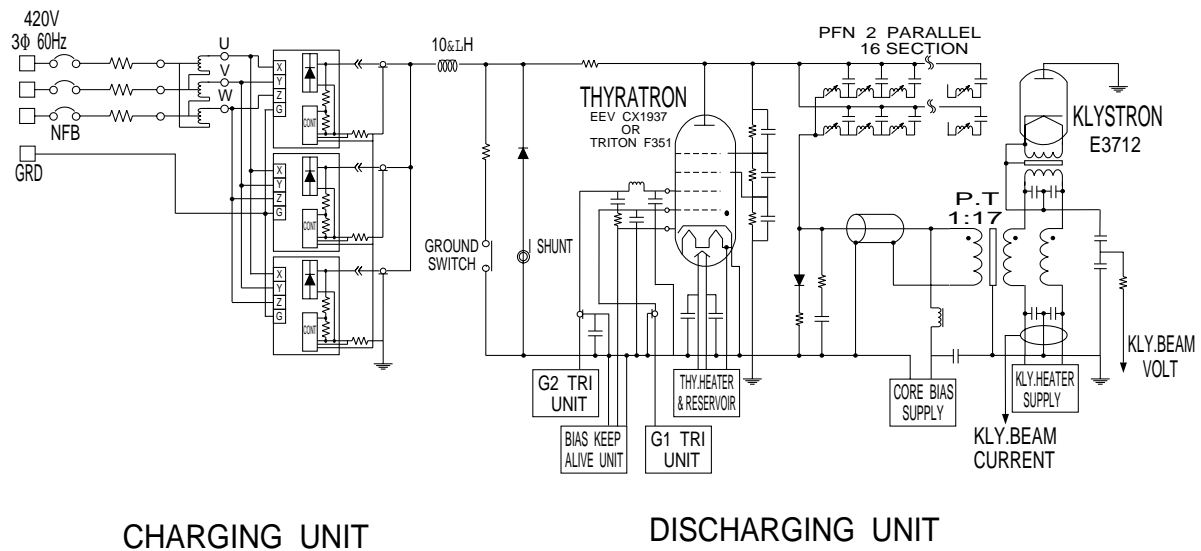 420V
3Φ 60Hz
U
V
W
NFB
GRD
X
Y
Z
G
CONT
X
Y
Z
G
CONT
X
Y
Z
G
CONT
10&LH
GROUND
SWITCH
I SHUNT
THYRATRON
EEV CX1937
OR
TRITON F351
PFN 2 PARALLEL
16 SECTION
KLYSTRON
E3712
P.T
1:17
G2 TRI
UNIT
BIAS KEEP
ALIVE UNIT
G1 TRI
UNIT
THY.HEATER
& RESERVOIR
CORE BIAS
SUPPLY
KLY.HEATER
SUPPLY
KLY.BEAM
VOLT
KLY.BEAM
CURRENT
CHARGING UNIT
DISCHARGING UNIT